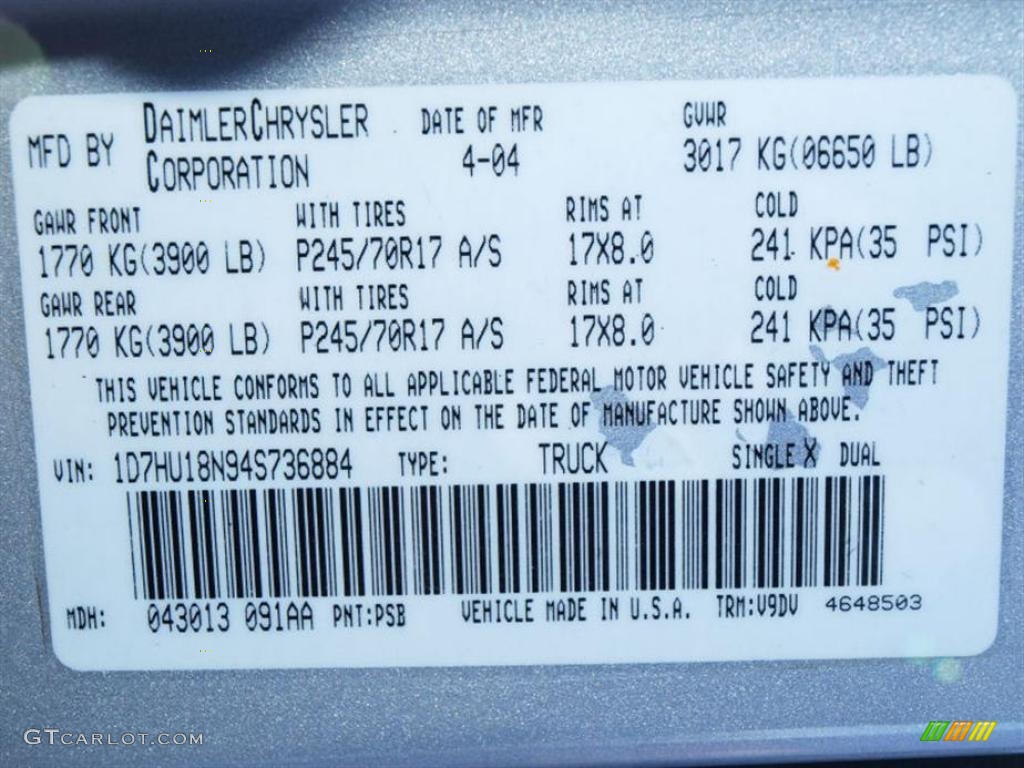 MFD BY DAIMLERCHRYSLER CORPORATION DATE OF MFR 4-04 GVWR 3017 KG(06650 LB)
GAWR FRONT WITH TIRES RIMS AT COLD
1770 KG(3900 LB) P245/70R17 A/S 17X8.0 241 KPA(35 PSI)
GAWR REAR WITH TIRES RIMS AT COLD
1770 KG(3900 LB) P245/70R17 A/S 17X8.0 241 KPA(35 PSI)
THIS VEHICLE CONFORMS TO ALL APPLICABLE FEDERAL MOTOR VEHICLE SAFETY AND THEFT
PREVENTION STANDARDS IN EFFECT ON THE DATE OF MANUFACTURE SHOWN ABOVE.
VIN: 1D7HU18N94S736884 TYPE: TRUCK SINGLE X DUAL
MDH: 043013 091AA PNT:PSB VEHICLE MADE IN U.S.A. TRM:V9DV 4648503
GTCARLOT.COM